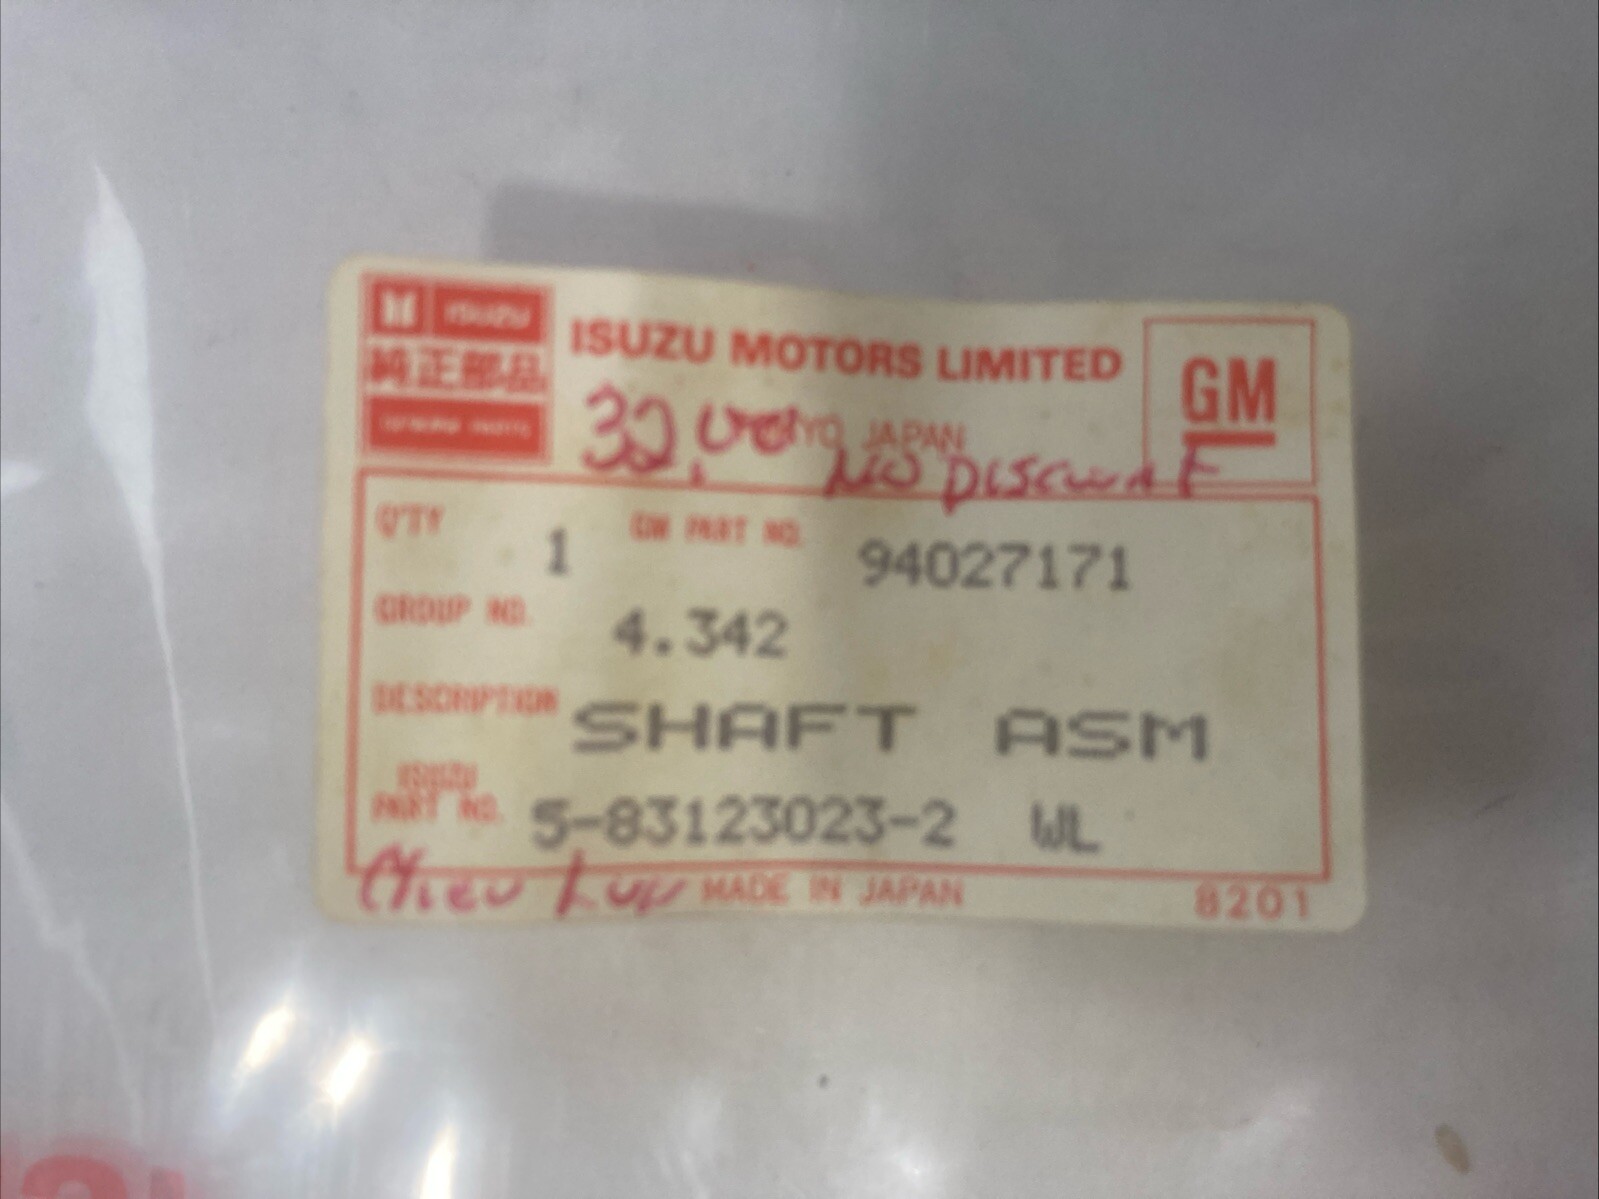 ISUZU
純正部品
GENUINE PARTS
ISUZU MOTORS LIMITED
JAPAN
GM
32.00
NO DISCOUNT
Q'TY 1 GM PART NO. 94027171
GROUP NO. 4.342
DESCRIPTION SHAFT ASM
ISUZU
PART NO. 5-83123023-2 WL
MADE IN JAPAN 8201